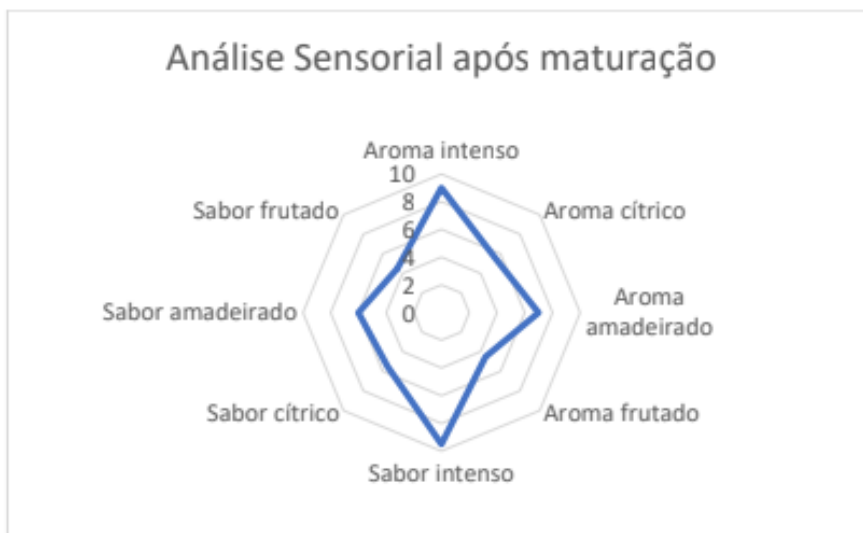 Análise Sensorial após maturação
Aroma intenso
10
8
6
4
2
0
Aroma cítrico
Aroma
amadeirado
Aroma frutado
Sabor intenso
Sabor cítrico
Sabor amadeirado
Sabor frutado